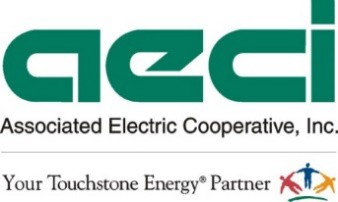 aeci
Associated Electric Cooperative, Inc.
Your Touchstone Energy® Partner